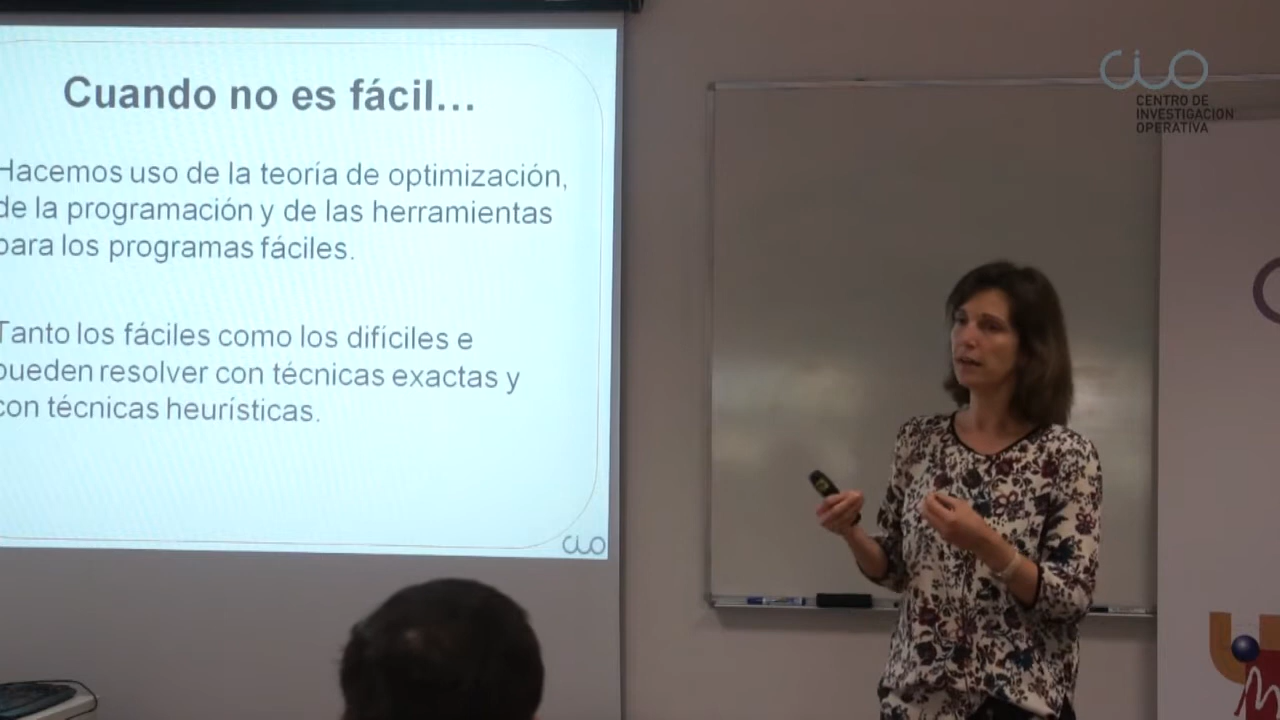 Cuando no es fácil...
Hacemos uso de la teoría de optimización,
de la programación y de las herramientas
para los programas fáciles.
Tanto los fáciles como los difíciles e
pueden resolver con técnicas exactas y
con técnicas heurísticas.
CIO
CIO
CENTRO DE
INVESTIGACION
OPERATIVA